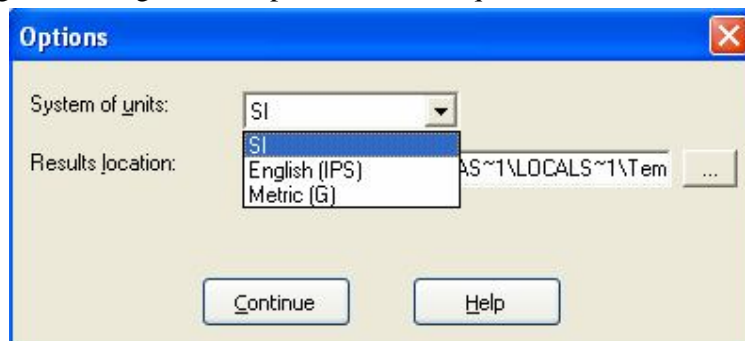 Options
System of units:
SI
SI
English (IPS)
Metric (G)
Results location:
AS~1\LOCALS~1\Tem
...
Continue
Help